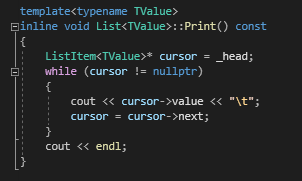 template<typename TValue>
inline void List<TValue>::Print() const
{
    ListItem<TValue>* cursor = _head;
    while (cursor != nullptr)
    {
        cout << cursor->value << "\t";
        cursor = cursor->next;
    }
    cout << endl;
}